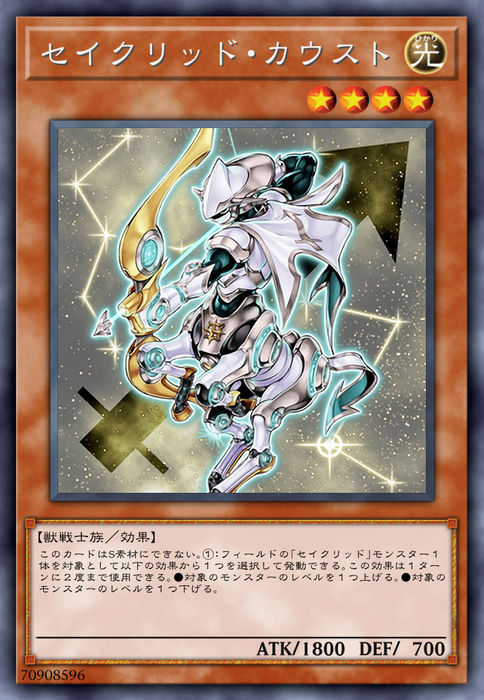 セイクリッド・カウスト
ひかり
光
【獣戦士族／効果】
このカードはS素材にできない。①:フィールドの「セイクリッド」モンスター１
体を対象として以下の効果から１つを選択して発動できる。この効果は１ター
ンに２度まで使用できる。●対象のモンスターのレベルを１つ上げる。●対象の
モンスターのレベルを１つ下げる。
ATK/1800 DEF/ 700
70908596